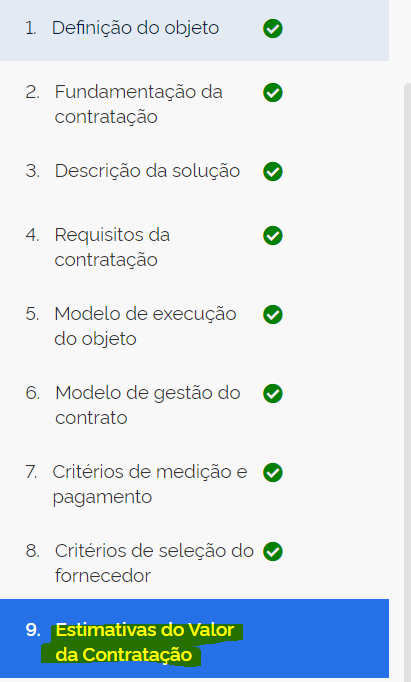 1. Definição do objeto
2. Fundamentação da
contratação
3. Descrição da solução
4. Requisitos da
contratação
5. Modelo de execução
do objeto
6. Modelo de gestão do
contrato
7. Critérios de medição e
pagamento
8. Critérios de seleção do
fornecedor
9. Estimativas do Valor
da Contratação